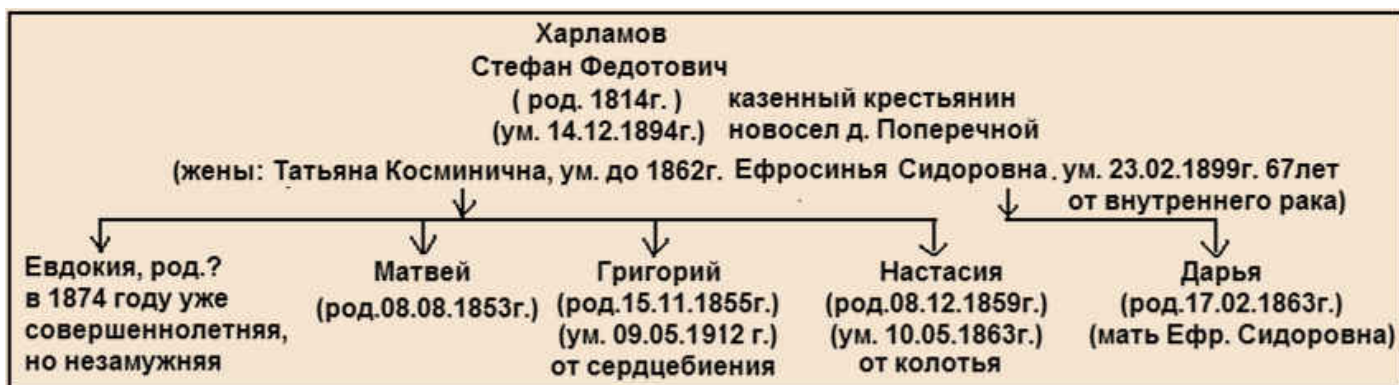 Харламов
Стефан Федотович
( род. 1814г. ) казенный крестьянин
(ум. 14.12.1894г.) новосел д. Поперечной
(жены: Татьяна Косминична, ум. до 1862г. Ефросинья Сидоровна. ум. 23.02.1899г. 67лет
от внутреннего рака)
Евдокия, род.?
в 1874 году уже
совершеннолетняя,
но незамужняя
Матвей
(род.08.08.1853г.)
Григорий
(род.15.11.1855г.)
(ум. 09.05.1912 г.)
от сердцебиения
Настасия
(род.08.12.1859г.)
(ум. 10.05.1863г.)
от колотья
Дарья
(род.17.02.1863г.)
(мать Ефр. Сидоровна)